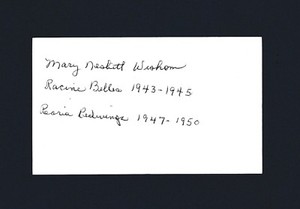 Mary Nesbitt Wisham
Racine Belles 1943-1945
Peoria Redwings 1947-1950